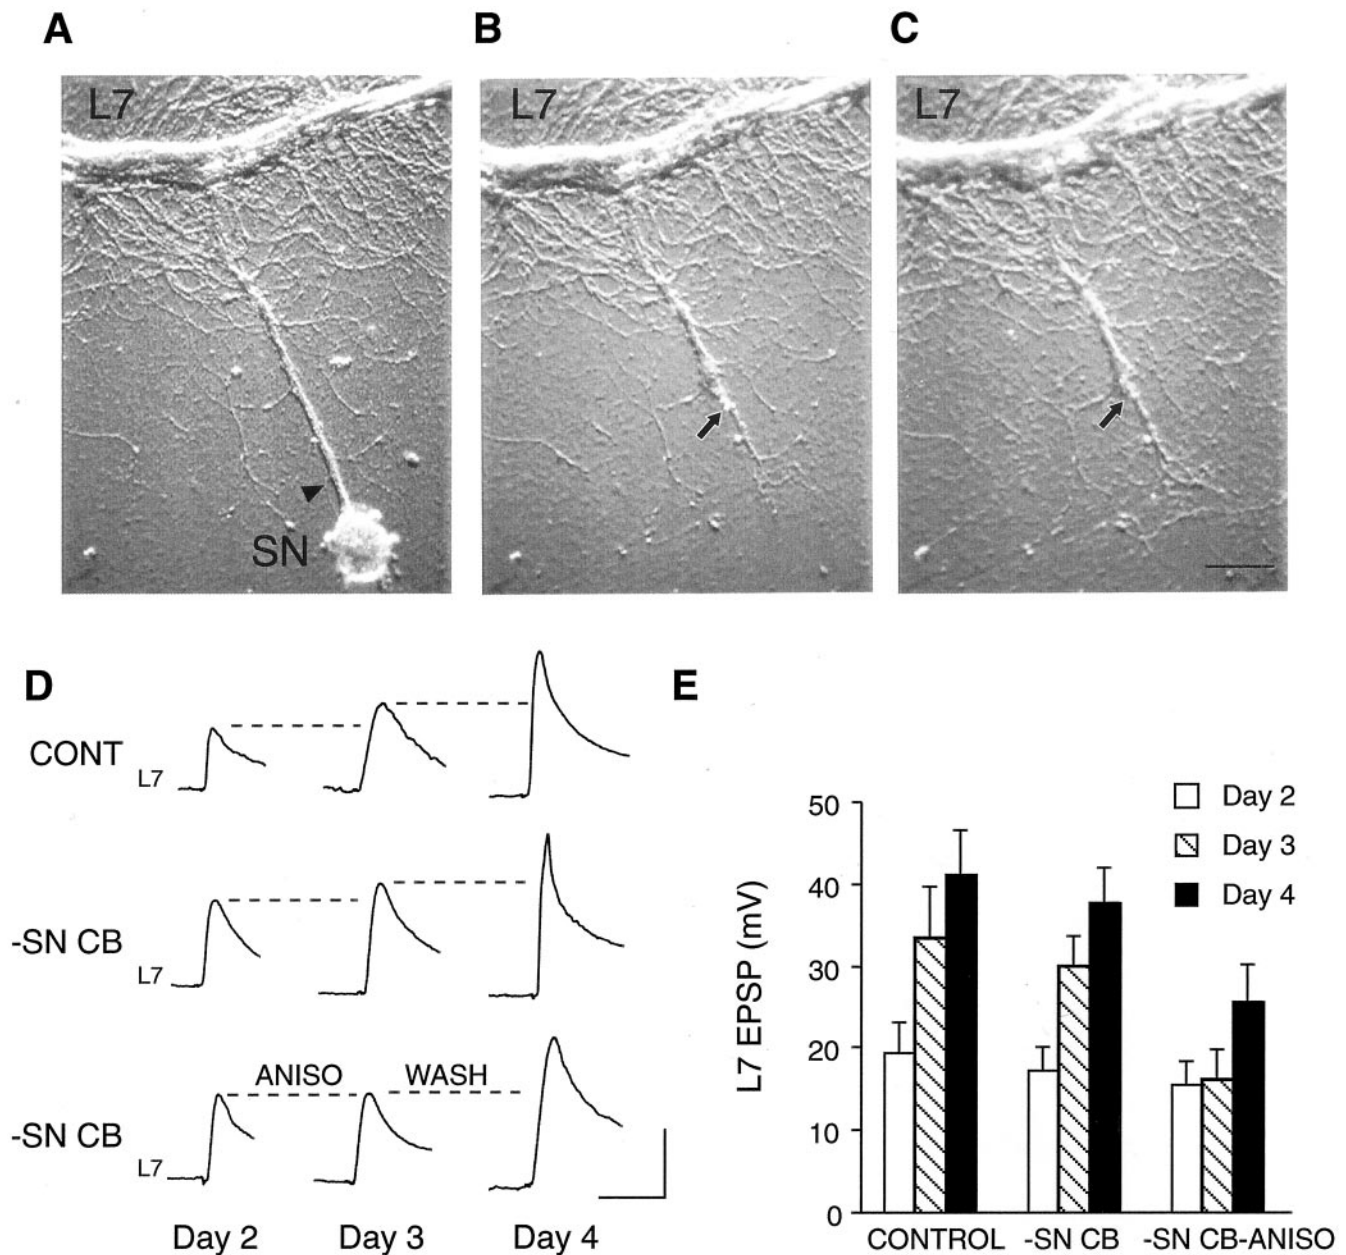 A
B
C
L7
L7
L7
SN
D
E
CONT
L7
-SN CB
L7
ANISO
WASH
-SN CB
L7
Day 2
Day 3
Day 4
Day 2
Day 3
Day 4
L7 EPSP (mV)
50
40
30
20
10
0
CONTROL
-SN CB
-SN CB-ANISO